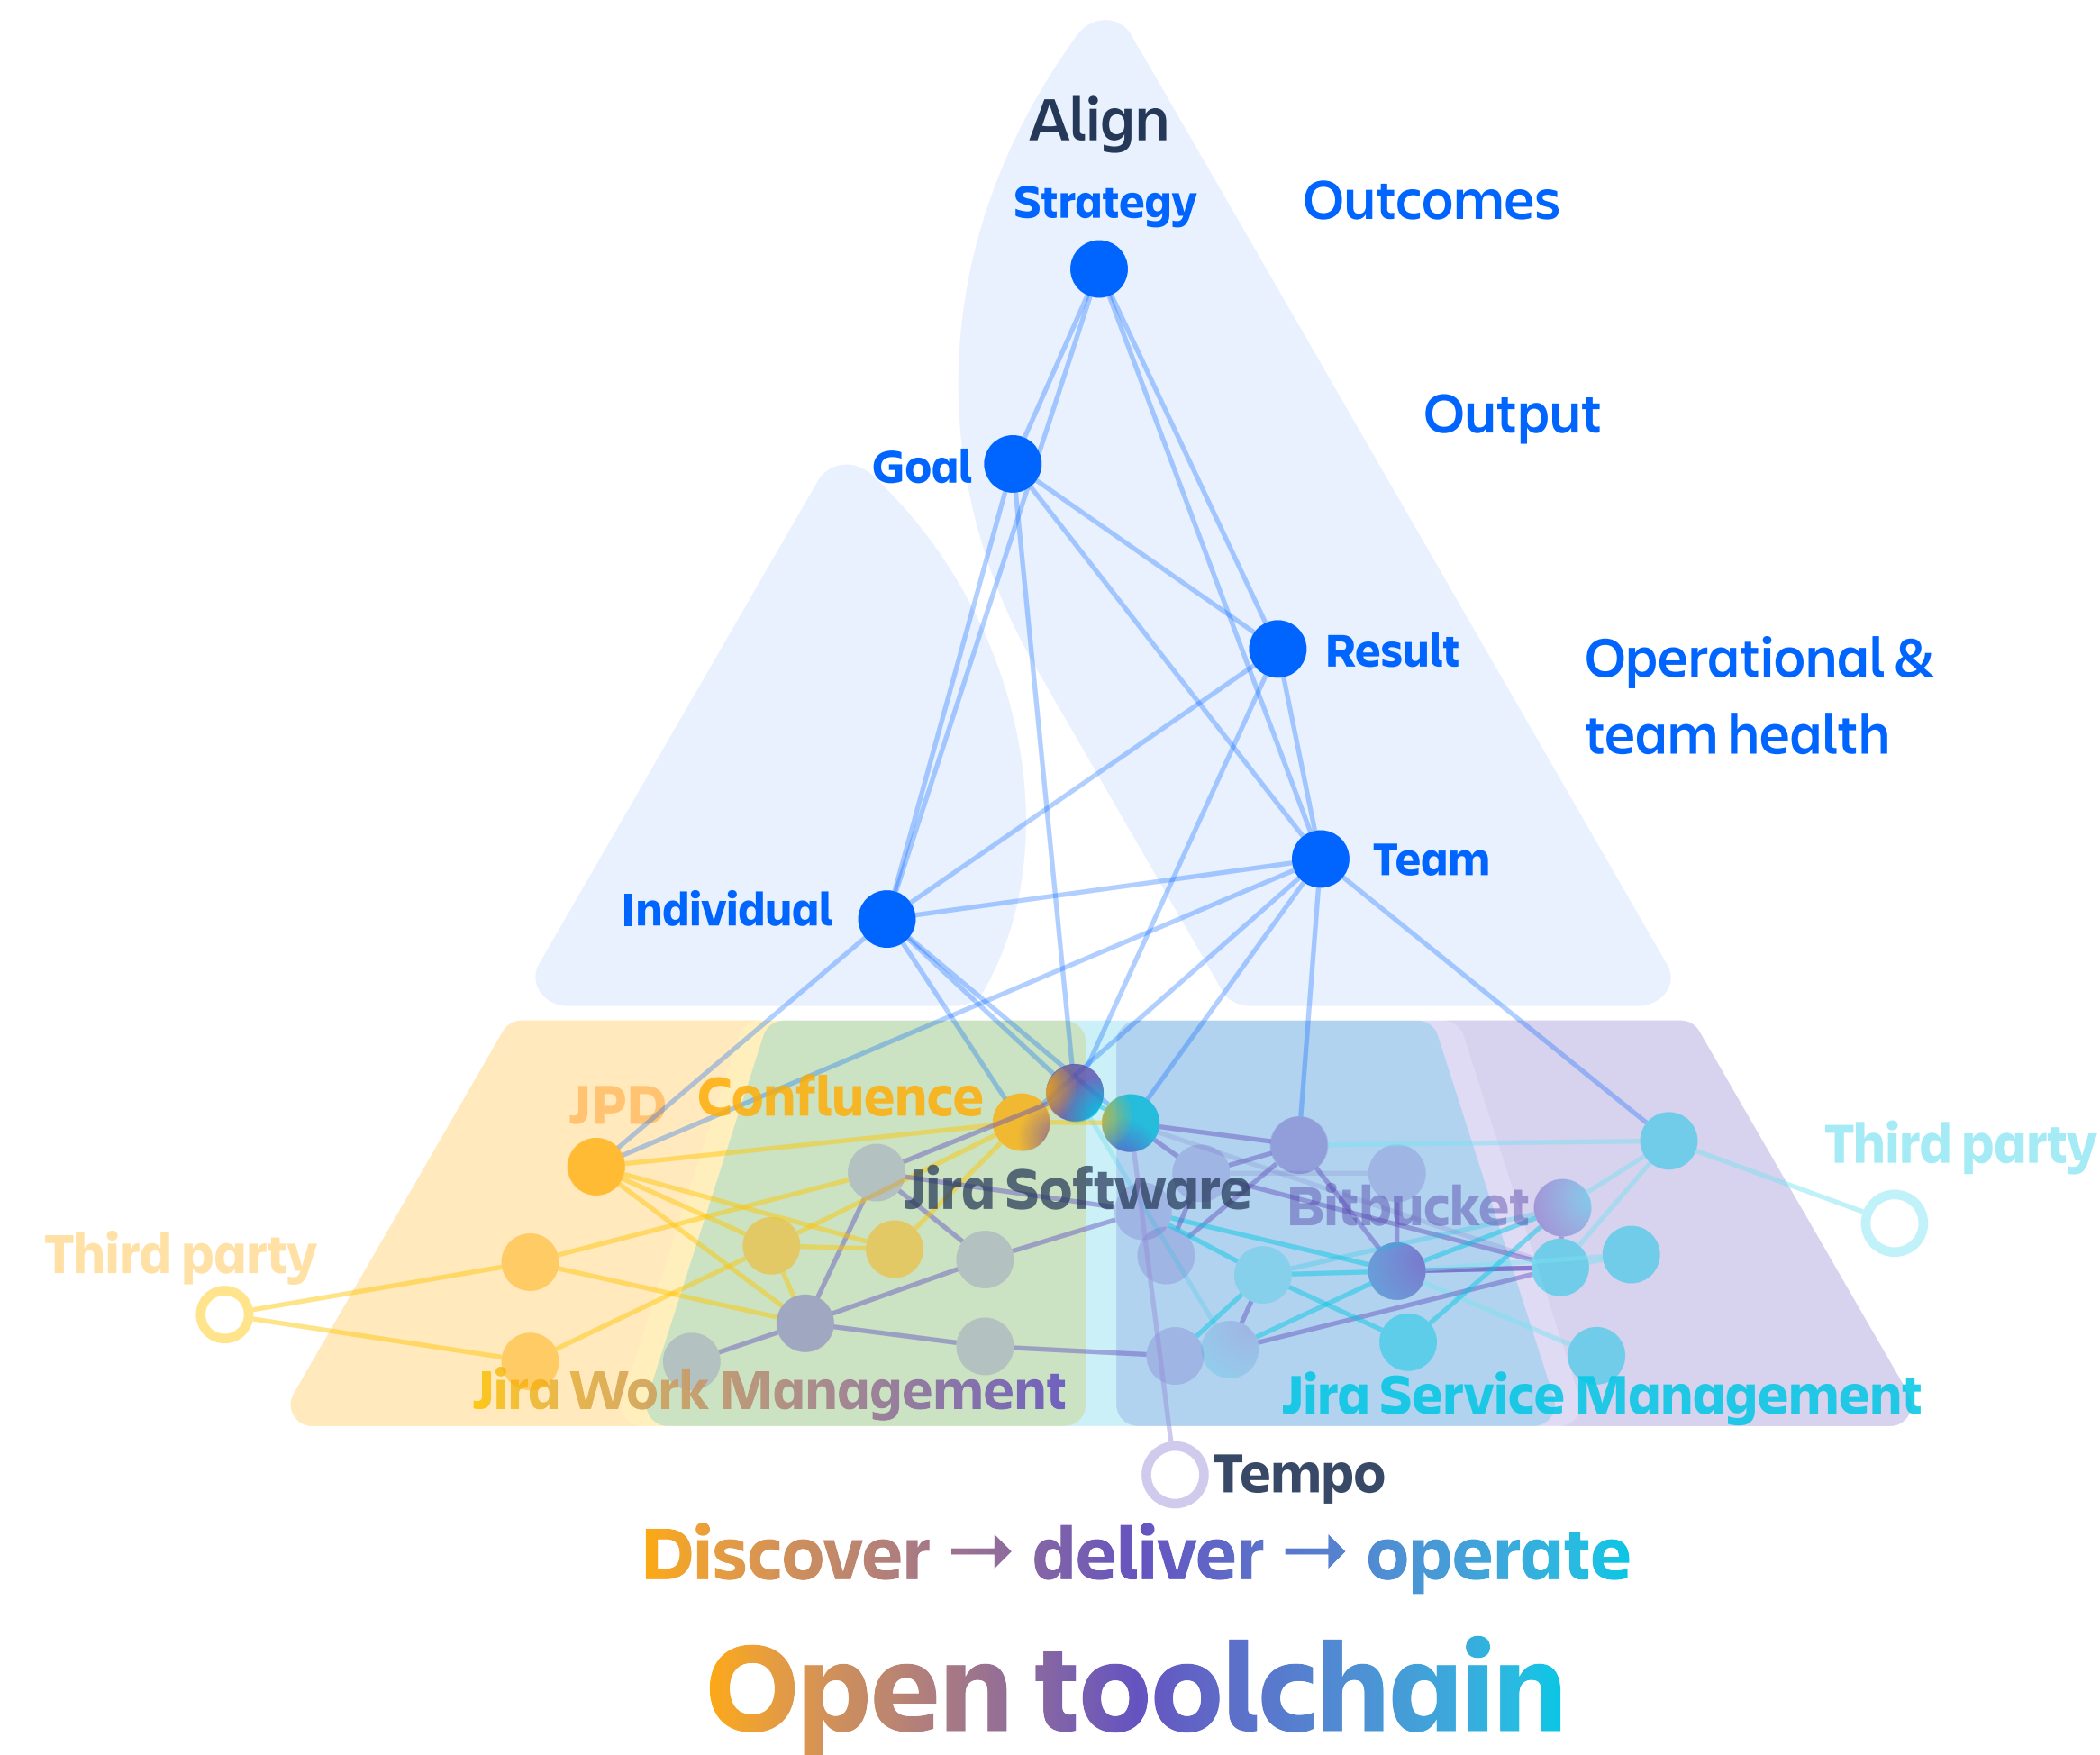 Align
Strategy
Outcomes
Output
Goal
Result
Operational &
team health
Team
Individual
JPD
Confluence
Third party
Jira Software
Bitbucket
Third party
Jira Work Management
Jira Service Management
Tempo
Discover → deliver → operate
Open toolchain